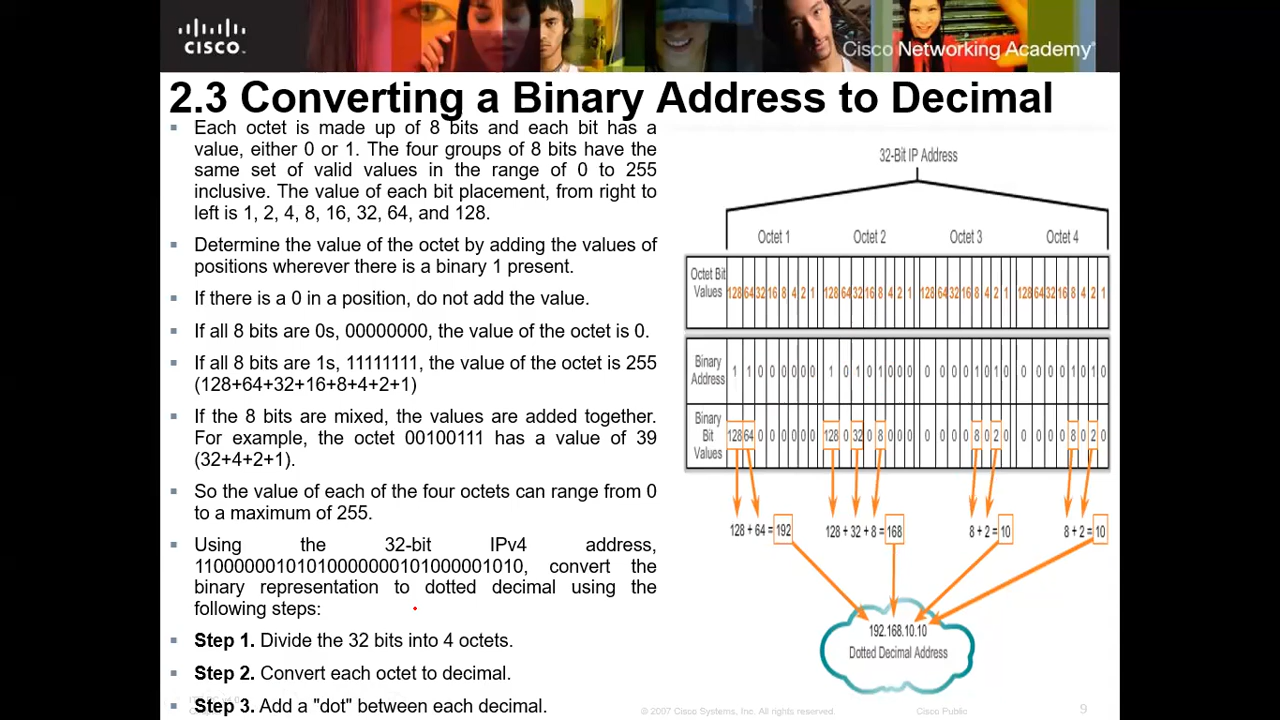 CISCO
Cisco Networking Academy
2.3 Converting a Binary Address to Decimal
Each octet is made up of 8 bits and each bit has a
value, either 0 or 1. The four groups of 8 bits have the
same set of valid values in the range of 0 to 255
inclusive. The value of each bit placement, from right to
left is 1, 2, 4, 8, 16, 32, 64, and 128.
Determine the value of the octet by adding the values of
positions wherever there is a binary 1 present.
If there is a 0 in a position, do not add the value.
If all 8 bits are 0s, 00000000, the value of the octet is 0.
If all 8 bits are 1s, 11111111, the value of the octet is 255
(128+64+32+16+8+4+2+1)
If the 8 bits are mixed, the values are added together.
For example, the octet 00100111 has a value of 39
(32+4+2+1).
So the value of each of the four octets can range from 0
to a maximum of 255.
Using the 32-bit IPv4 address,
11000000101010000000101000001010, convert the
binary representation to dotted decimal using the
following steps:
Step 1. Divide the 32 bits into 4 octets.
Step 2. Convert each octet to decimal.
Step 3. Add a "dot" between each decimal.
32-Bit IP Address
Octet 1 Octet 2 Octet 3 Octet 4
Octet Bit
Values
128 64 32 16 8 4 2 1 128 64 32 16 8 4 2 1 128 64 32 16 8 4 2 1 128 64 32 16 8 4 2 1
Binary
Address
1 1 0 0 0 0 0 0 1 0 1 0 1 0 0 0 0 0 0 0 1 0 1 0 0 0 0 0 1 0 1 0
Binary
Bit
Values
128 64 0 0 0 0 0 0 128 0 32 0 8 0 0 0 0 0 0 0 8 0 2 0 0 0 0 0 8 0 2 0
128 + 64 = 192 128 + 32 + 8 = 168 8 + 2 = 10 8 + 2 = 10
192.168.10.10
Dotted Decimal Address
© 2007 Cisco Systems, Inc. All rights reserved. Cisco Public 9